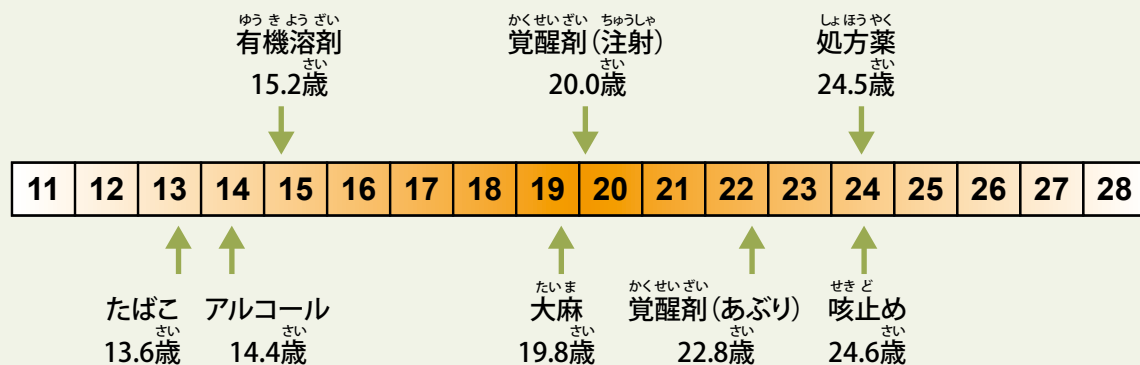 ゆうきようざい
有機溶剤
さい
15.2歳
かくせいざい ちゅうしゃ
覚醒剤(注射)
さい
20.0歳
しょほうやく
処方薬
さい
24.5歳
11 12 13 14 15 16 17 18 19 20 21 22 23 24 25 26 27 28
たばこ
さい
13.6歳
アルコール
さい
14.4歳
たいま
大麻
さい
19.8歳
かくせいざい
覚醒剤(あぶり)
さい
22.8歳
せきど
咳止め
さい
24.6歳